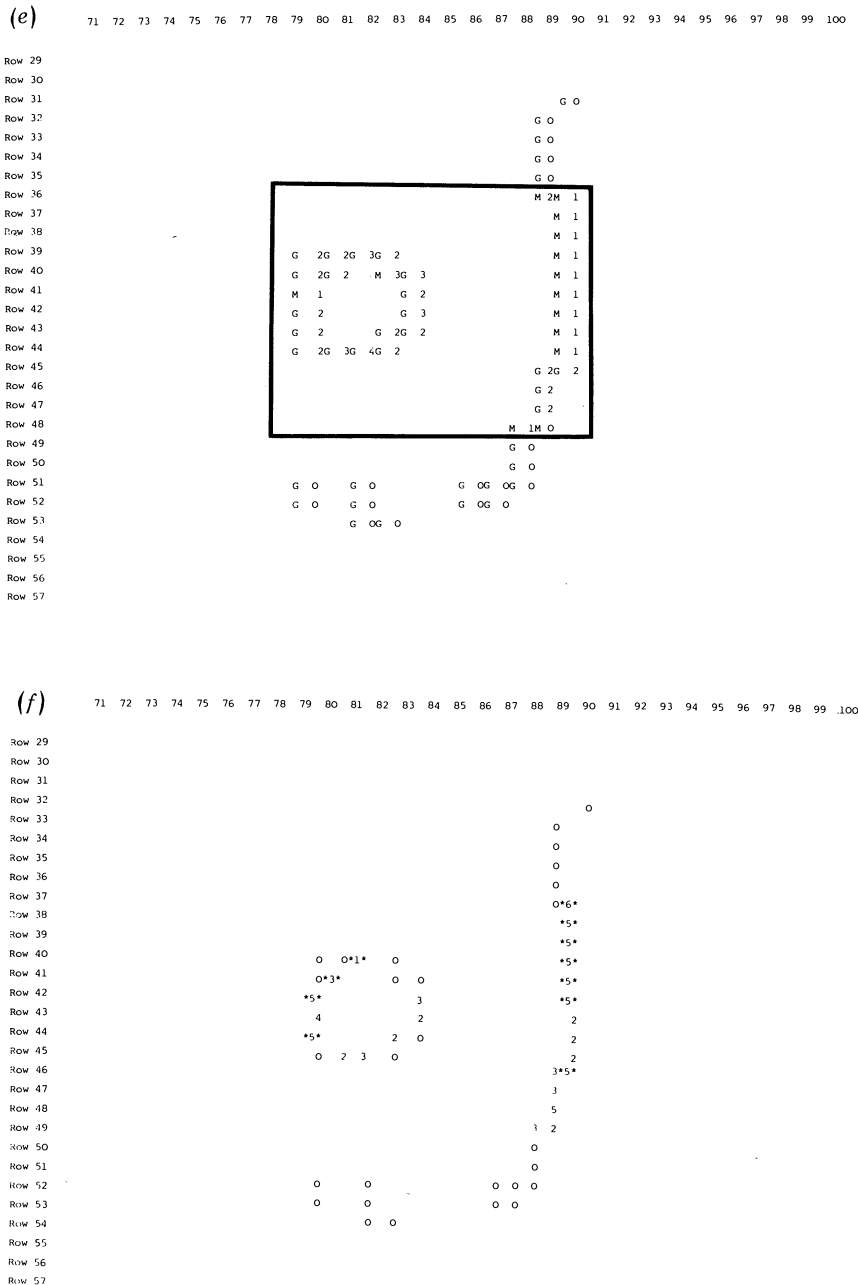 (e) 71 72 73 74 75 76 77 78 79 80 81 82 83 84 85 86 87 88 89 90 91 92 93 94 95 96 97 98 99 100
Row 29
Row 30
Row 31 G O
Row 32 G O
Row 33 G O
Row 34 G O
Row 35 G O
Row 36 M 2M 1
Row 37 M 1
Row 38 M 1
Row 39 G 2G 2G 3G 2 M 1
Row 40 G 2G 2 M 3G 3 M 1
Row 41 M 1 G 2 M 1
Row 42 G 2 G 3 M 1
Row 43 G 2 G 2G 2 M 1
Row 44 G 2G 3G 4G 2 M 1
Row 45 G 2G 2
Row 46 G 2
Row 47 G 2
Row 48 M 1M O
Row 49 G O
Row 50 G O
Row 51 G O G O G OG OG O
Row 52 G O G O G OG O
Row 53 G OG O
Row 54
Row 55
Row 56
Row 57
(f) 71 72 73 74 75 76 77 78 79 80 81 82 83 84 85 86 87 88 89 90 91 92 93 94 95 96 97 98 99 100
Row 29
Row 30
Row 31
Row 32
O
Row 33
O
Row 34
O
Row 35
O
Row 36
O
Row 37
O*6*
Row 38
*5*
Row 39
*5*
Row 40
O O*1* O *5*
Row 41
O*3* O O *5*
Row 42
*5* 3 *5*
Row 43
4 2 2
Row 44
*5* 2 O 2
Row 45
O 2 3 O 2
Row 46
3*5*
Row 47
3
Row 48
5
Row 49
3 2
Row 50
O
Row 51
O
Row 52
O O O O O
Row 53
O O O O
Row 54
O O
Row 55
Row 56
Row 57